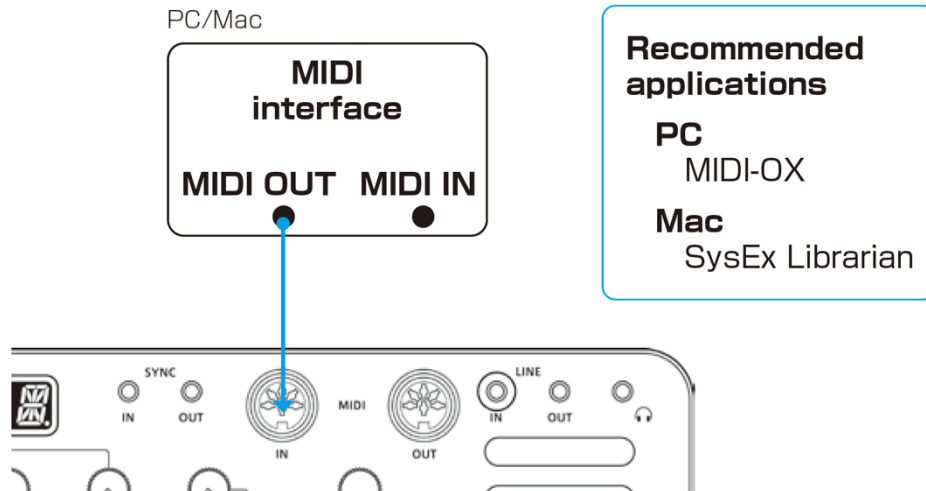 PC/Mac
MIDI
interface
MIDI OUT MIDI IN
Recommended
applications
PC
MIDI-OX
Mac
SysEx Librarian
SYNC
IN
OUT
MIDI
IN
OUT
LINE
IN
OUT